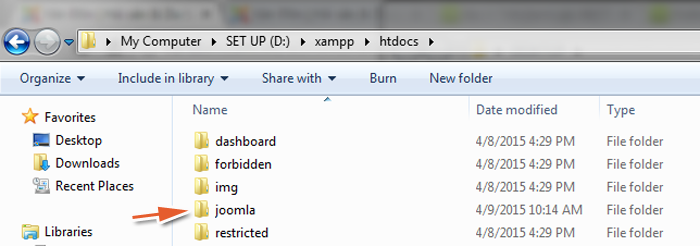 My Computer ▸ SET UP (D:) ▸ xampp ▸ htdocs ▸
Organize ▾ Include in library ▾ Share with ▾ Burn New folder
Favorites
Desktop
Downloads
Recent Places
Libraries
Name Date modified Type
dashboard 4/8/2015 4:29 PM File folder
forbidden 4/8/2015 4:29 PM File folder
img 4/8/2015 4:29 PM File folder
joomla 4/9/2015 10:14 AM File folder
restricted 4/8/2015 4:29 PM File folder